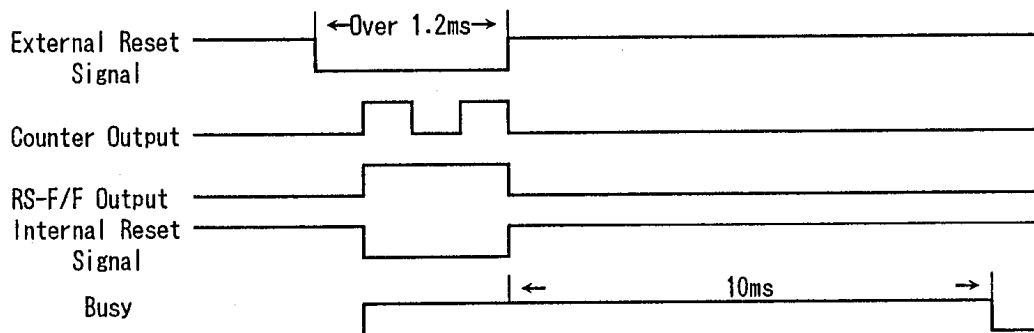 ←Over 1.2ms→
External Reset
Signal
Counter Output
RS-F/F Output
Internal Reset
Signal
← 10ms →
Busy